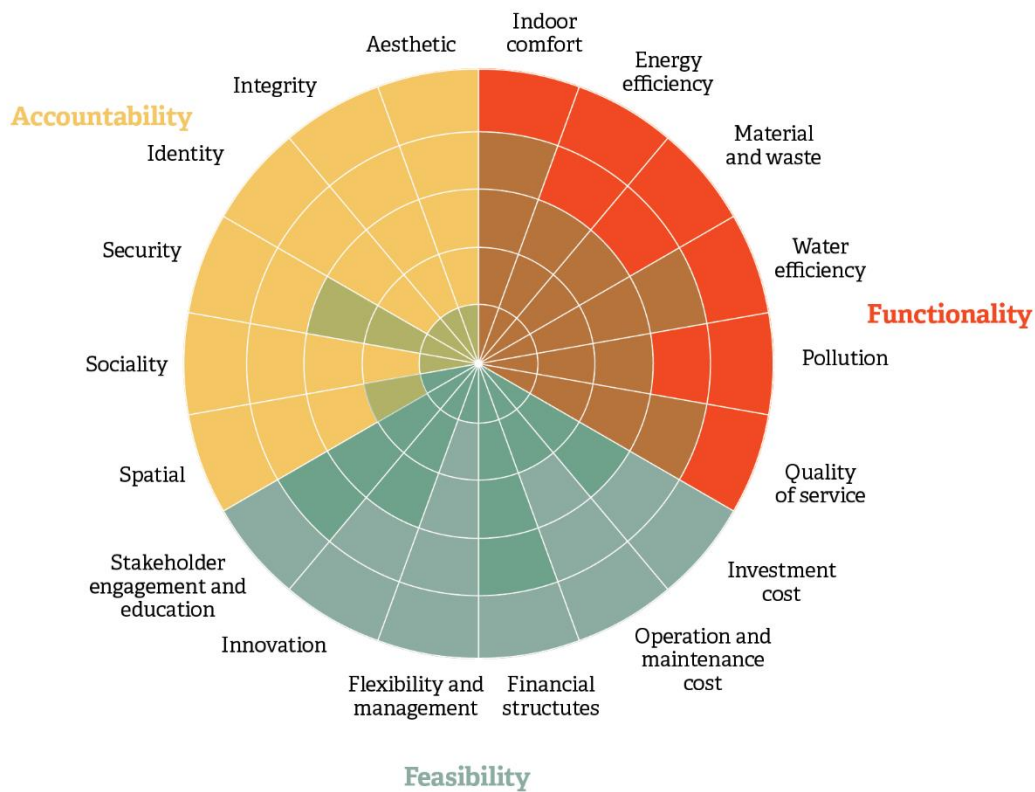 Indoor
comfort
Energy
efficiency
Material
and waste
Water
efficiency
Functionality
Pollution
Quality
of service
Investment
cost
Operation and
maintenance
cost
Financial
structutes
Flexibility and
management
Feasibility
Innovation
Stakeholder
engagement and
education
Spatial
Sociality
Security
Identity
Accountability
Integrity
Aesthetic